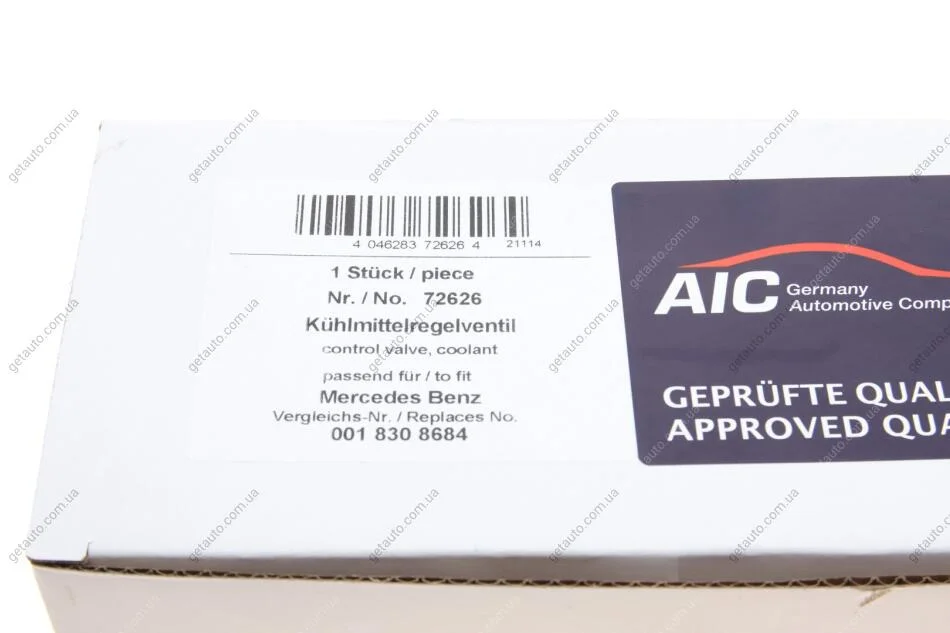 4 046283 72626 4 21114
1 Stück / piece
Nr. / No. 72626
Kühlmittelregelventil
control valve, coolant
passend für / to fit
Mercedes Benz
Vergleichs-Nr. / Replaces No.
001 830 8684
AIC Germany
Automotive Comp
GEPRÜFTE QUAL
APPROVED QUA
getauto.com.ua